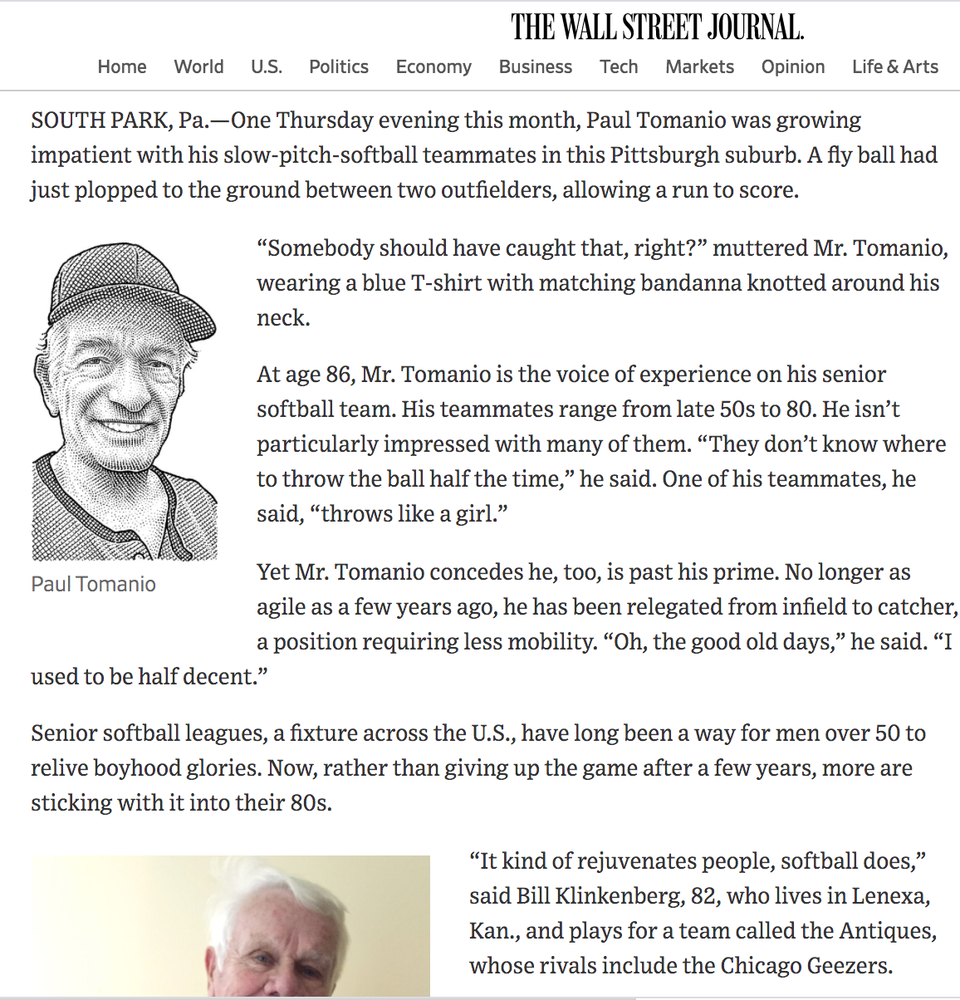 THE WALL STREET JOURNAL.
Home World U.S. Politics Economy Business Tech Markets Opinion Life & Arts
SOUTH PARK, Pa.—One Thursday evening this month, Paul Tomanio was growing
impatient with his slow-pitch-softball teammates in this Pittsburgh suburb. A fly ball had
just plopped to the ground between two outfielders, allowing a run to score.
“Somebody should have caught that, right?” muttered Mr. Tomanio,
wearing a blue T-shirt with matching bandanna knotted around his
neck.
At age 86, Mr. Tomanio is the voice of experience on his senior
softball team. His teammates range from late 50s to 80. He isn’t
particularly impressed with many of them. “They don’t know where
to throw the ball half the time,” he said. One of his teammates, he
said, “throws like a girl.”
Paul Tomanio
Yet Mr. Tomanio concedes he, too, is past his prime. No longer as
agile as a few years ago, he has been relegated from infield to catcher,
a position requiring less mobility. “Oh, the good old days,” he said. “I
used to be half decent.”
Senior softball leagues, a fixture across the U.S., have long been a way for men over 50 to
relive boyhood glories. Now, rather than giving up the game after a few years, more are
sticking with it into their 80s.
“It kind of rejuvenates people, softball does,”
said Bill Klinkenberg, 82, who lives in Lenexa,
Kan., and plays for a team called the Antiques,
whose rivals include the Chicago Geezers.